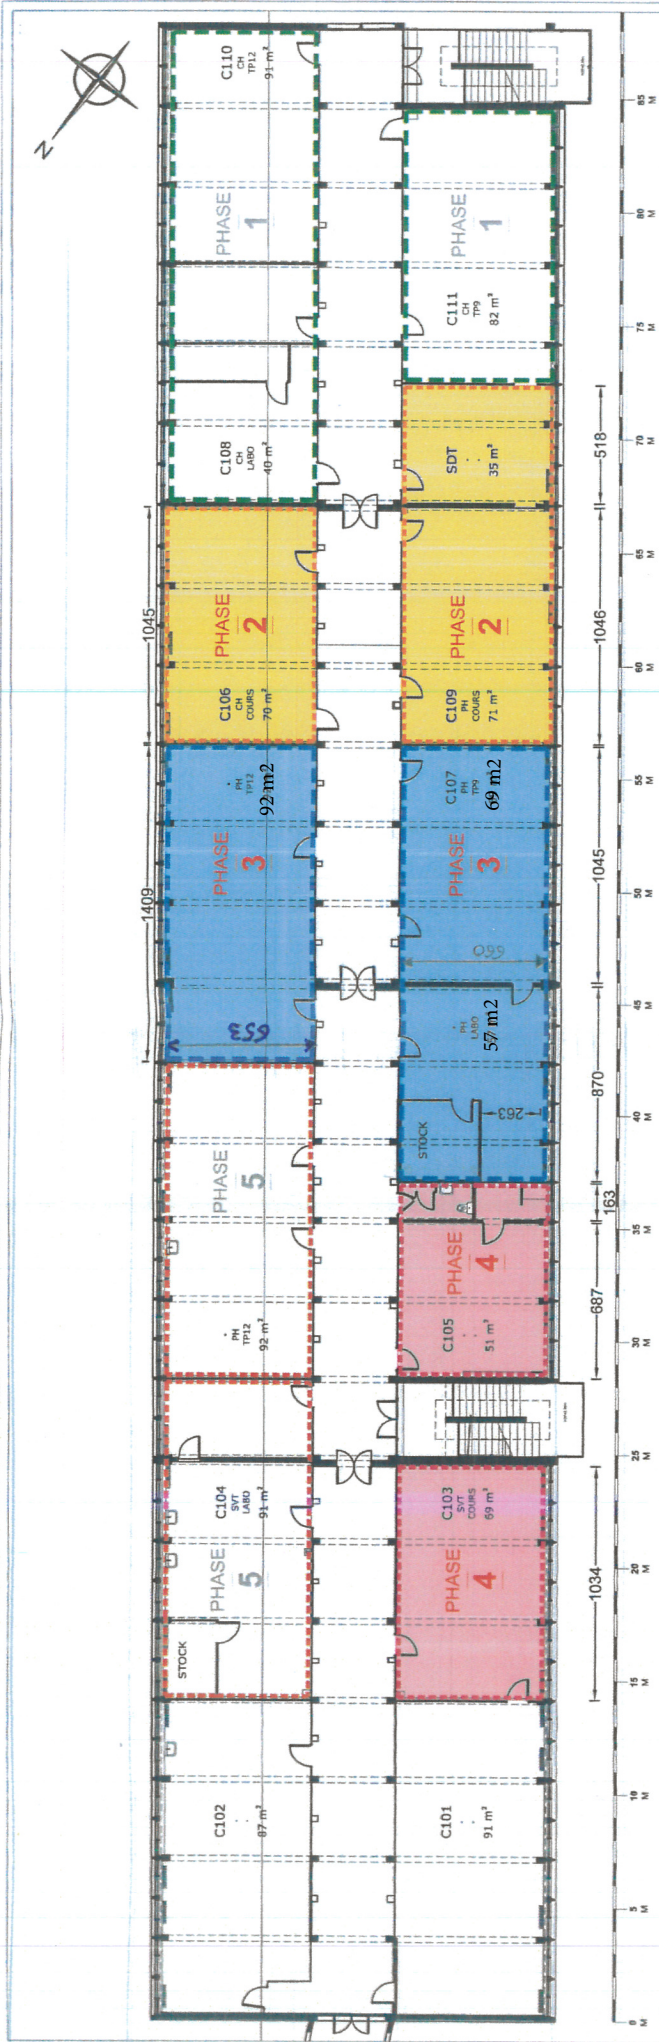 N
C110
CH
TP12
91 m²
PHASE
1
C108
CH
LABO
40 m²
C111
CH
TP9
82 m²
PHASE
1
SDT
35 m²
518
C106
CH
COURS
70 m²
PHASE
2
1045
C109
PH
COURS
71 m²
PHASE
2
1046
PH
TP12
92 m2
PHASE
3
1409
653
C107
PH
TP9
69 m2
PHASE
3
1045
660
PH
LABO
57 m2
STOCK
263
870
163
PHASE
5
PH
TP12
92 m²
PHASE
4
C105
51 m²
687
C104
SVT
LABO
91 m²
PHASE
5
STOCK
C103
SVT
COURS
69 m²
PHASE
4
1034
C102
87 m²
C101
91 m²
0 M
5 M
10 M
15 M
20 M
25 M
30 M
35 M
40 M
45 M
50 M
55 M
60 M
65 M
70 M
75 M
80 M
85 M